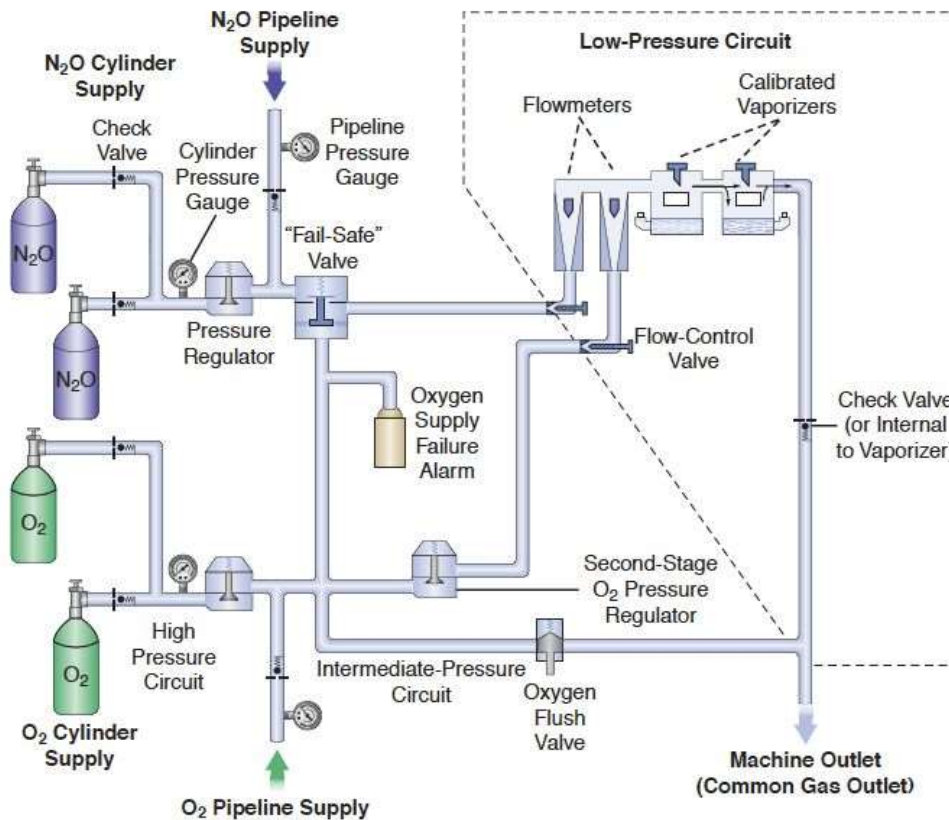 N₂O Pipeline
Supply
N₂O Cylinder
Supply
Low-Pressure Circuit
Check
Valve
Cylinder
Pressure
Gauge
Pipeline
Pressure
Gauge
Flowmeters
Calibrated
Vaporizers
N₂O
"Fail-Safe"
Valve
Pressure
Regulator
N₂O
Flow-Control
Valve
Oxygen
Supply
Failure
Alarm
Check Valve
(or Internal
to Vaporizer)
O₂
Second-Stage
O₂ Pressure
Regulator
High
Pressure
Circuit
O₂
Intermediate-Pressure
Circuit
Oxygen
Flush
Valve
O₂ Cylinder
Supply
Machine Outlet
(Common Gas Outlet)
O₂ Pipeline Supply